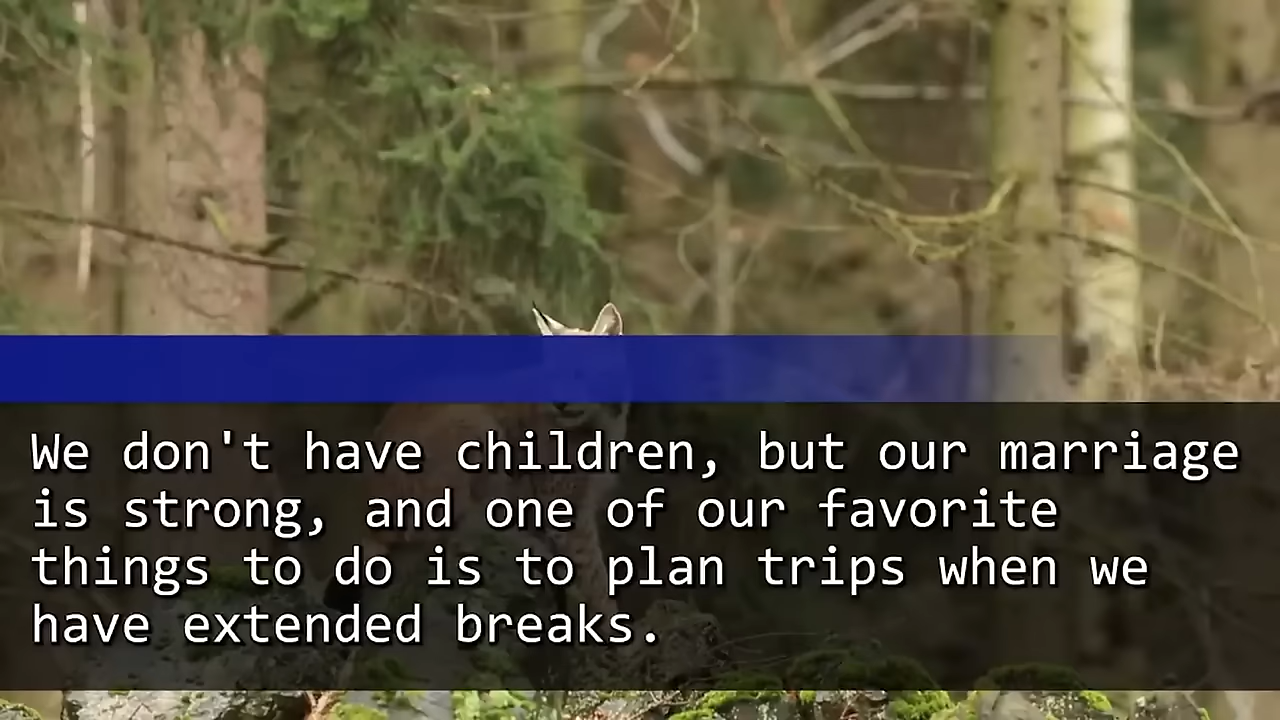 We don't have children, but our marriage
is strong, and one of our favorite
things to do is to plan trips when we
have extended breaks.